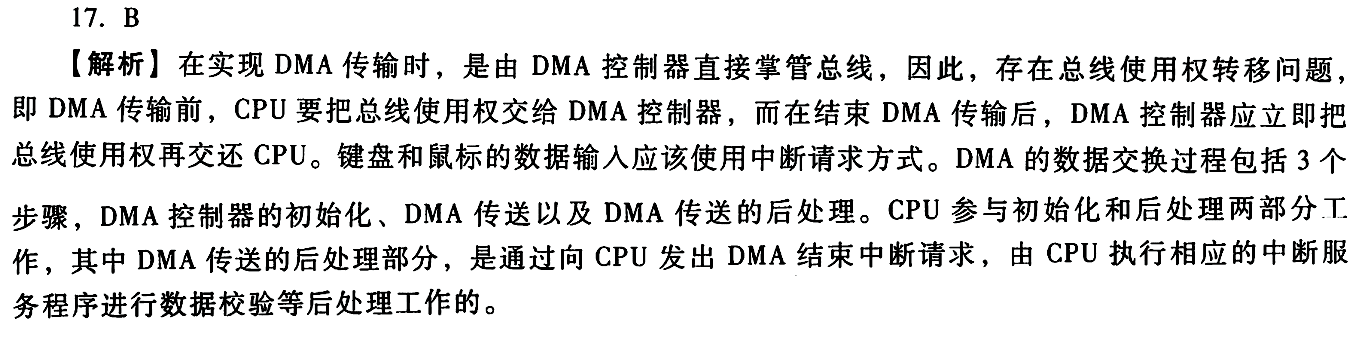 17. B
【解析】在实现 DMA 传输时，是由 DMA 控制器直接掌管总线，因此，存在总线使用权转移问题，
即 DMA 传输前，CPU 要把总线使用权交给 DMA 控制器，而在结束 DMA 传输后，DMA 控制器应立即把
总线使用权再交还 CPU。键盘和鼠标的数据输入应该使用中断请求方式。DMA 的数据交换过程包括 3 个
步骤，DMA 控制器的初始化、DMA 传送以及 DMA 传送的后处理。CPU 参与初始化和后处理两部分工
作，其中 DMA 传送的后处理部分，是通过向 CPU 发出 DMA 结束中断请求，由 CPU 执行相应的中断服
务程序进行数据校验等后处理工作的。